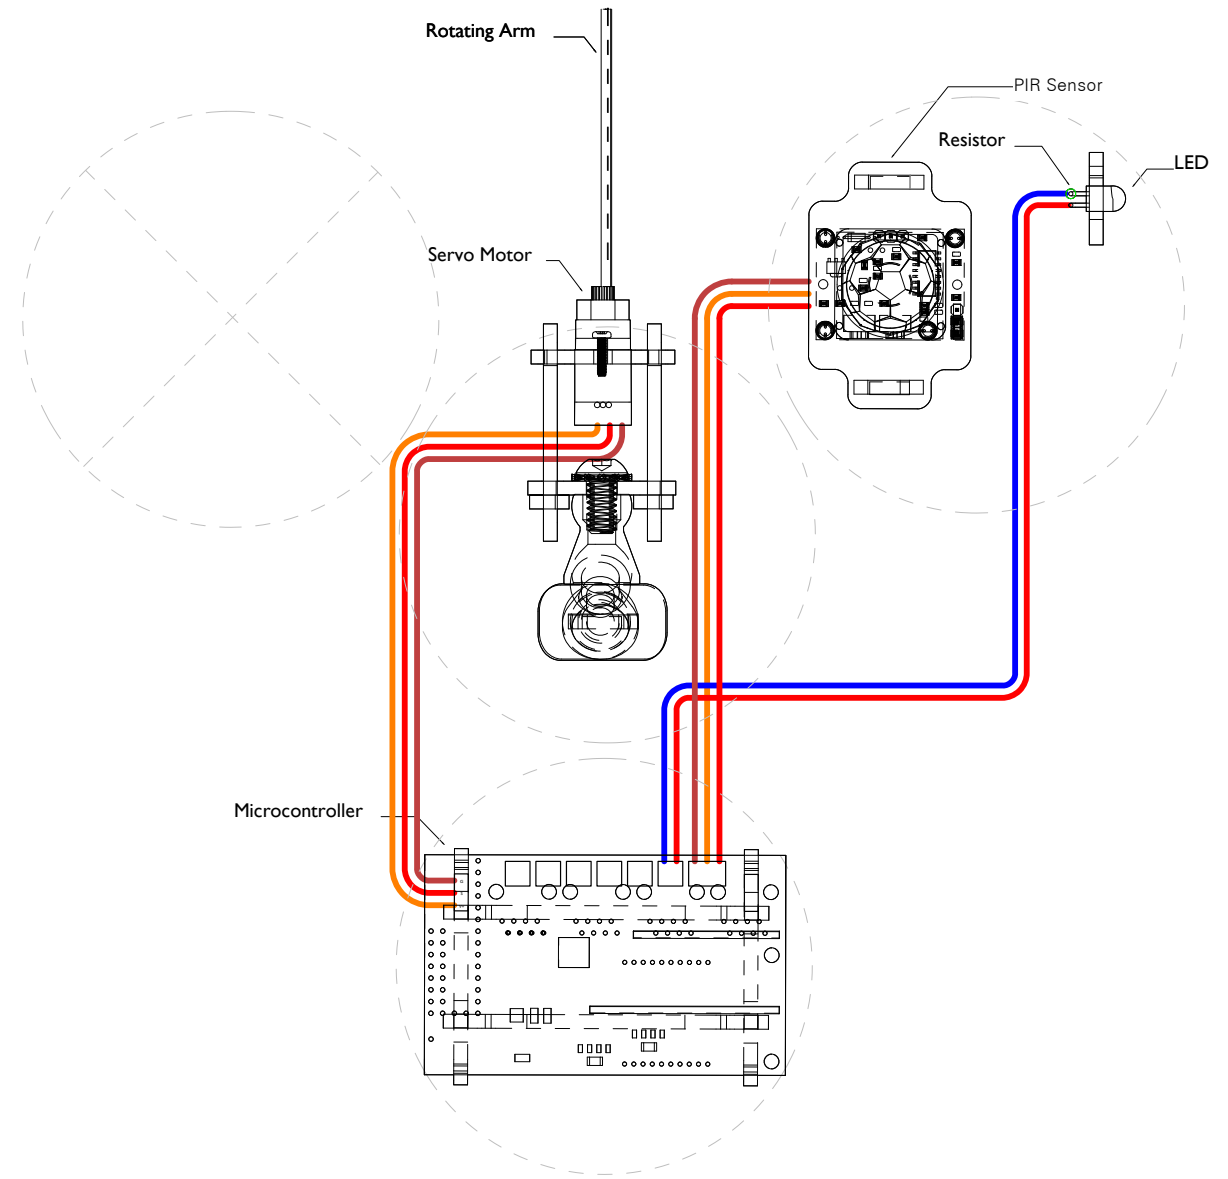 Rotating Arm
PIR Sensor
Resistor
LED
Servo Motor
Microcontroller